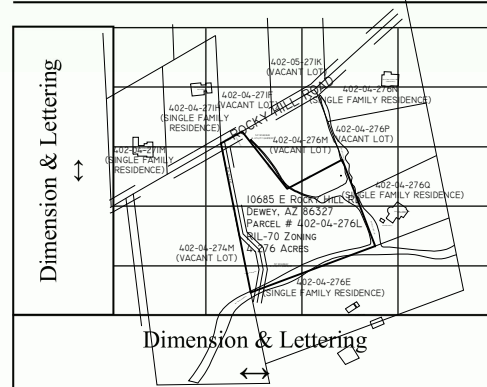 402-05-271K
(VACANT LOT)
402-04-276N
(SINGLE FAMILY RESIDENCE)
402-04-271F
(VACANT LOT)
402-04-271H
(SINGLE FAMILY
RESIDENCE)
ROCKY HILL ROAD
402-04-276P
(VACANT LOT)
402-04-276M
(VACANT LOT)
402-04-271M
(SINGLE FAMILY
RESIDENCE)
402-04-276Q
(SINGLE FAMILY RESIDENCE)
10685 E ROCKY HILL RD
DEWEY, AZ 86327
PARCEL # 402-04-276L
R1L-70 ZONING
4.276 ACRES
402-04-274M
(VACANT LOT)
402-04-276E
(SINGLE FAMILY RESIDENCE)
Dimension & Lettering
Dimension & Lettering